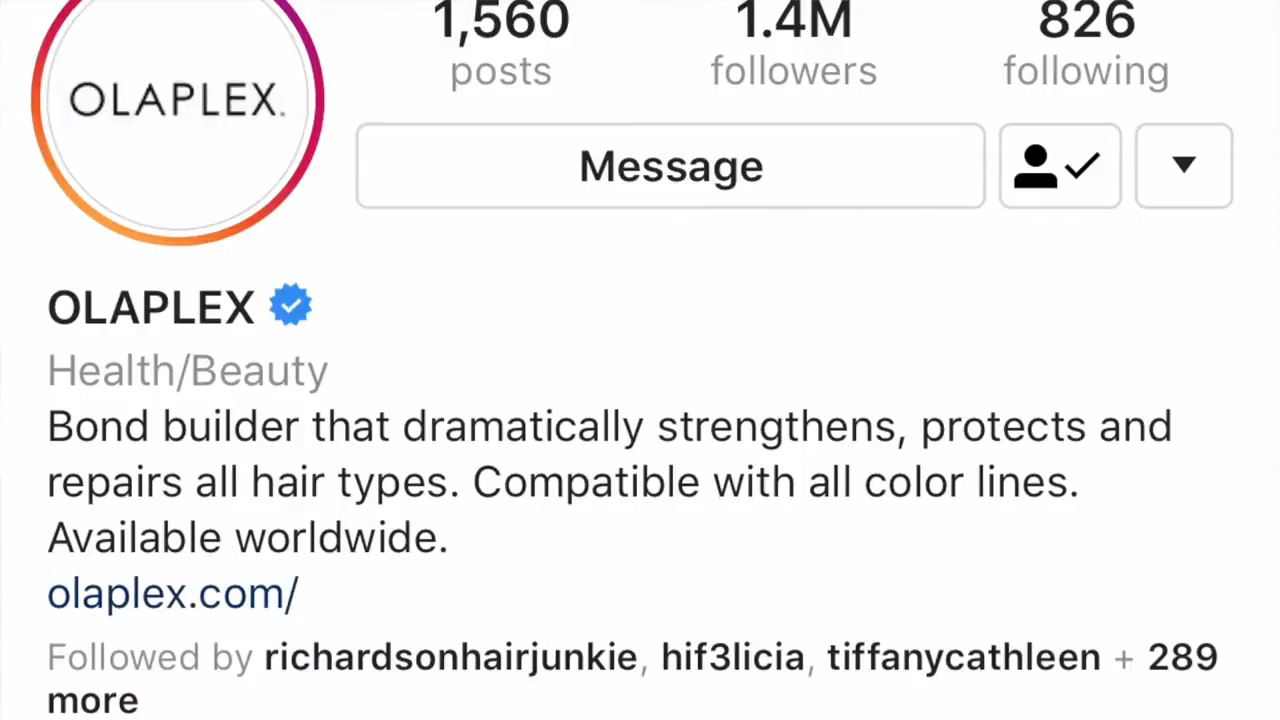 1,560 1.4M 826
posts followers following
OLAPLEX.
Message
OLAPLEX
Health/Beauty
Bond builder that dramatically strengthens, protects and
repairs all hair types. Compatible with all color lines.
Available worldwide.
olaplex.com/
Followed by richardsonhairjunkie, hif3licia, tiffanycathleen + 289
more